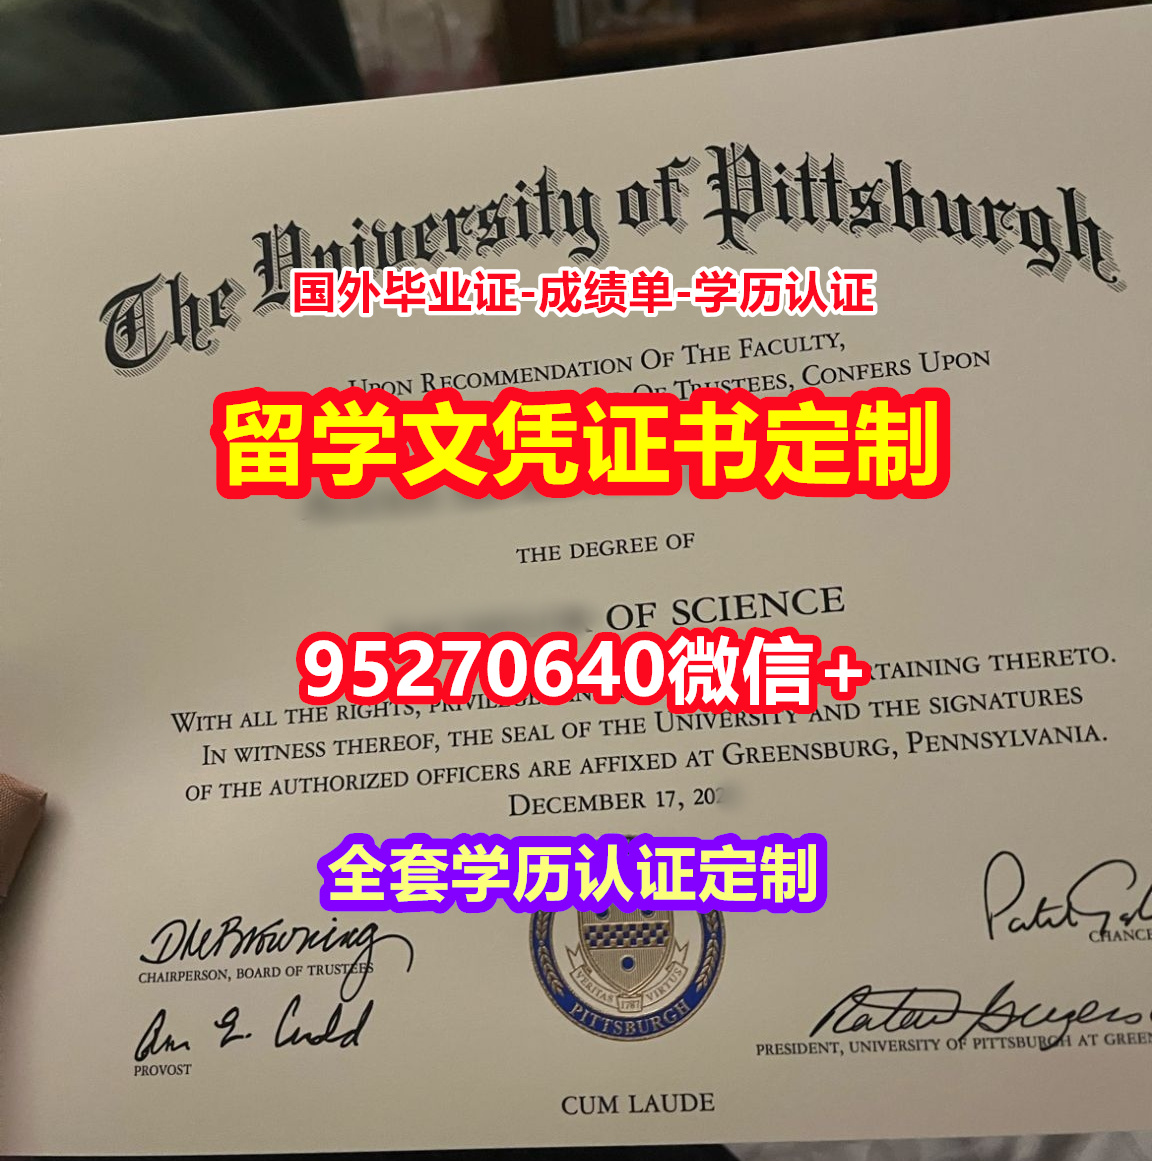 The University of Pittsburgh
国外毕业证-成绩单-学历认证
UPON RECOMMENDATION OF THE FACULTY,
OF TRUSTEES, CONFERS UPON
留学文凭证书定制
THE DEGREE OF
OF SCIENCE
95270640微信+
WITH ALL THE RIGHTS, THERETO.
IN WITNESS THEREOF, THE SEAL OF THE UNIVERSITY AND THE SIGNATURES
OF THE AUTHORIZED OFFICERS ARE AFFIXED AT GREENSBURG, PENNSYLVANIA.
DECEMBER 17, 20
全套学历认证定制
CHAIRPERSON, BOARD OF TRUSTEES
PROVOST
VERITAS 1787 VIRTUS
PITTSBURGH
CHANCE
PRESIDENT, UNIVERSITY OF PITTSBURGH AT GREEN
CUM LAUDE